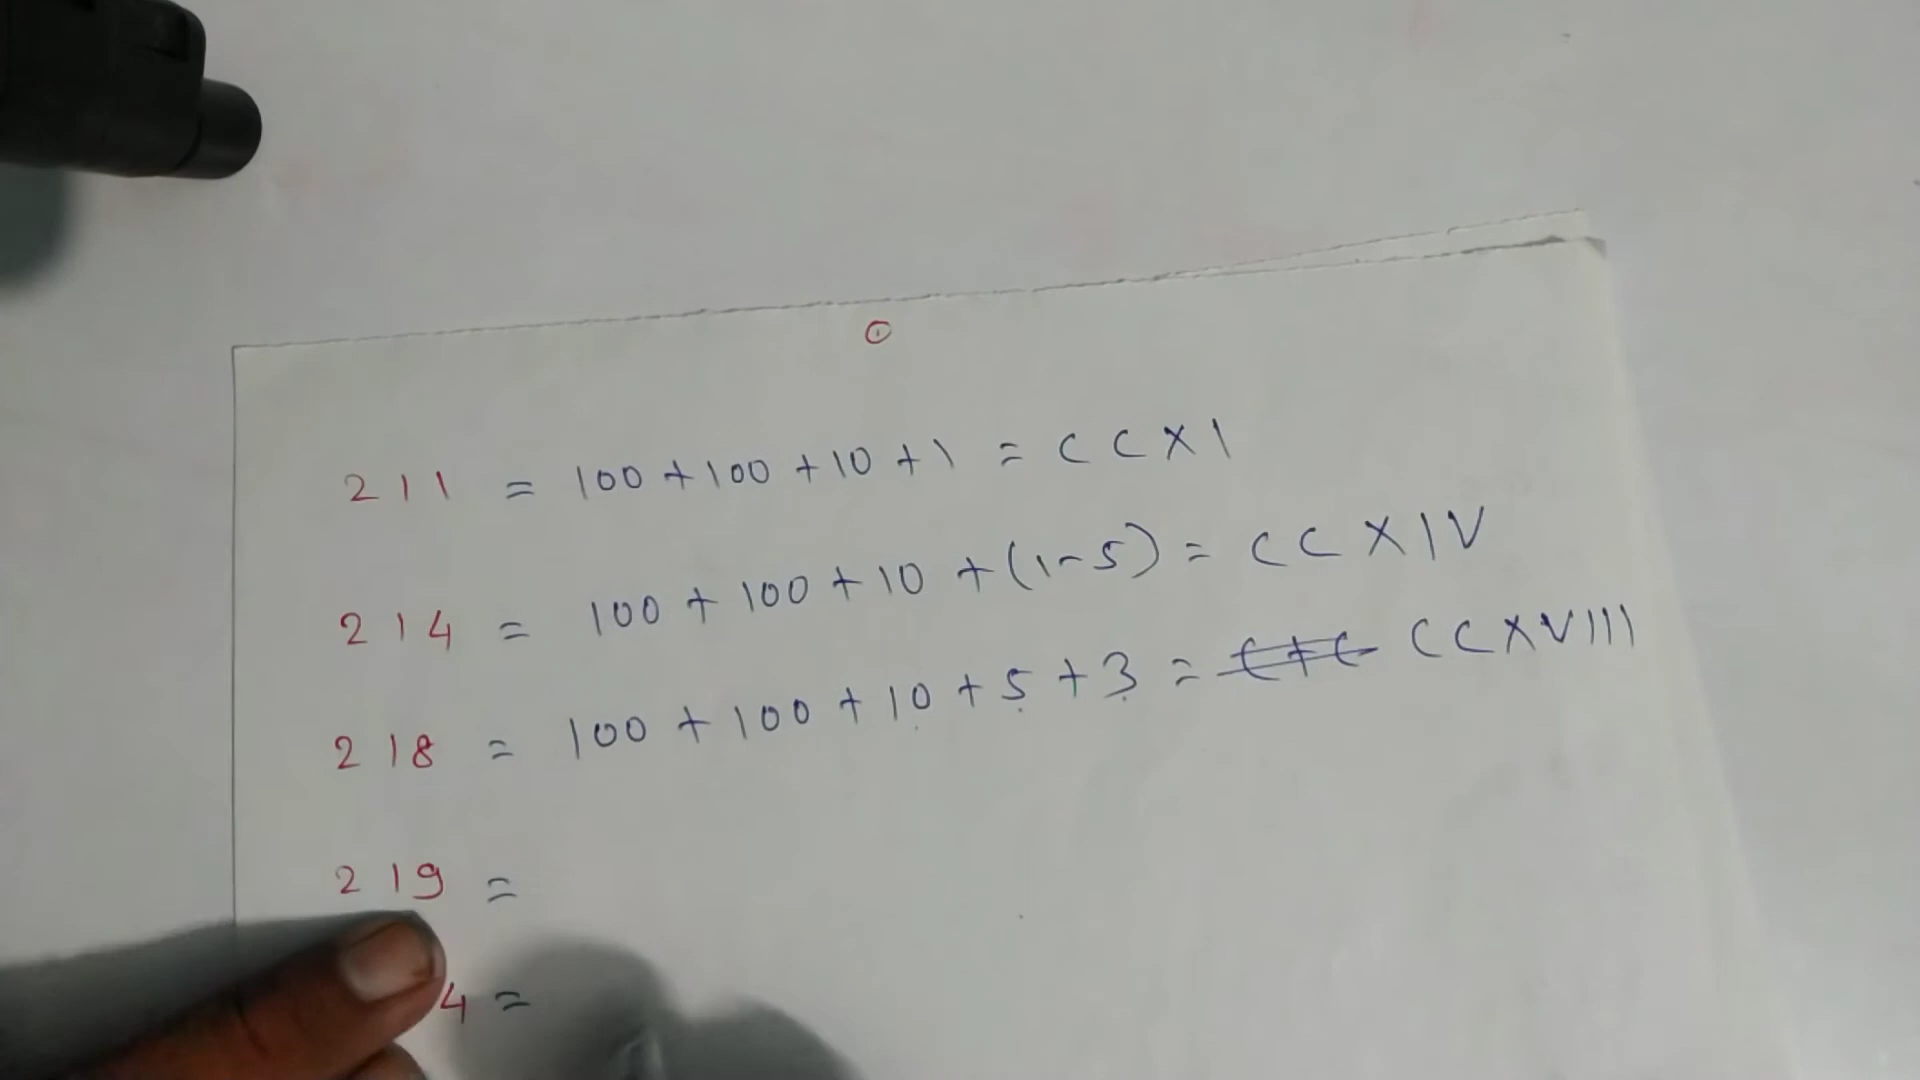 211 = 100 + 100 + 10 + 1 = CCXI
214 = 100 + 100 + 10 + (1-5) = CCXIV
218 = 100 + 100 + 10 + 5 + 3 = CCXVIII
219 =
4 =